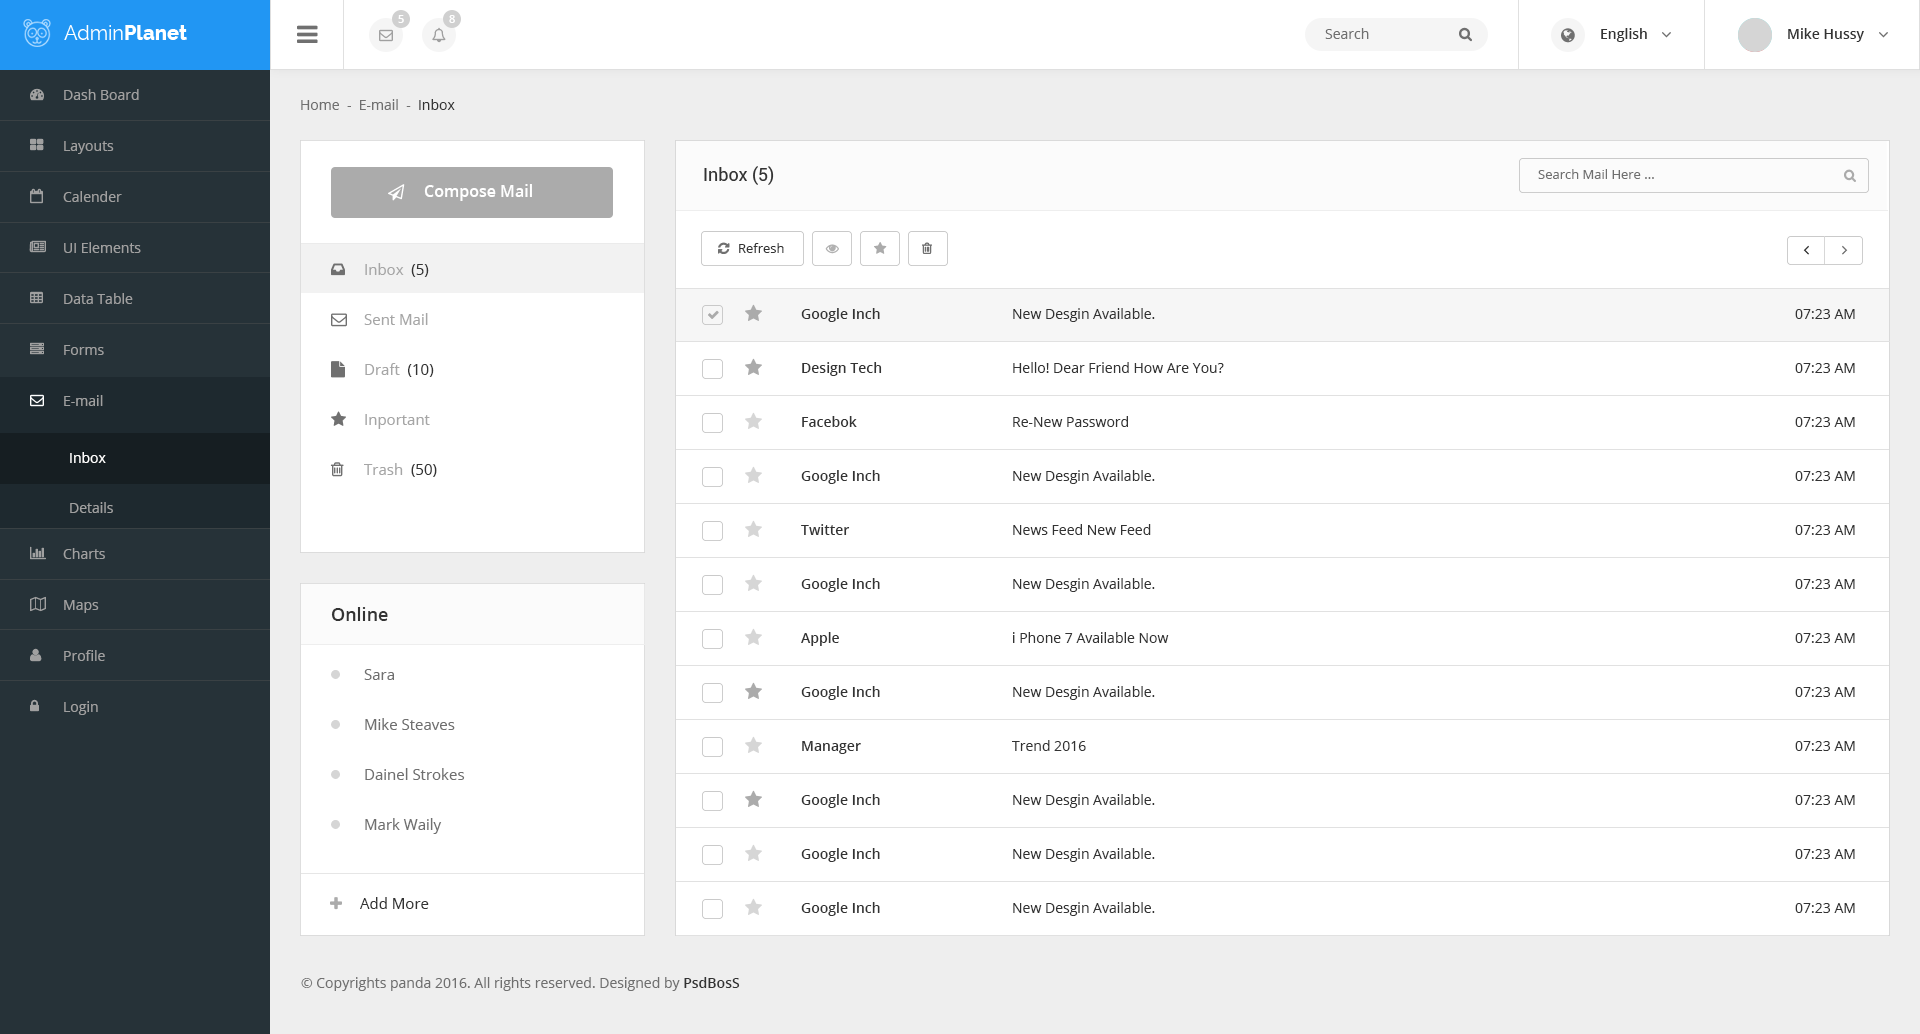 AdminPlanet
5
8
Search
English
Mike Hussy
Dash Board
Layouts
Calender
UI Elements
Data Table
Forms
E-mail
Inbox
Details
Charts
Maps
Profile
Login
Home - E-mail - Inbox
Compose Mail
Inbox (5)
Sent Mail
Draft (10)
Inportant
Trash (50)
Online
Sara
Mike Steaves
Dainel Strokes
Mark Waily
Add More
Inbox (5)
Search Mail Here ...
Refresh
Google Inch New Desgin Available. 07:23 AM
Design Tech Hello! Dear Friend How Are You? 07:23 AM
Facebok Re-New Password 07:23 AM
Google Inch New Desgin Available. 07:23 AM
Twitter News Feed New Feed 07:23 AM
Google Inch New Desgin Available. 07:23 AM
Apple i Phone 7 Available Now 07:23 AM
Google Inch New Desgin Available. 07:23 AM
Manager Trend 2016 07:23 AM
Google Inch New Desgin Available. 07:23 AM
Google Inch New Desgin Available. 07:23 AM
Google Inch New Desgin Available. 07:23 AM
© Copyrights panda 2016. All rights reserved. Designed by PsdBosS